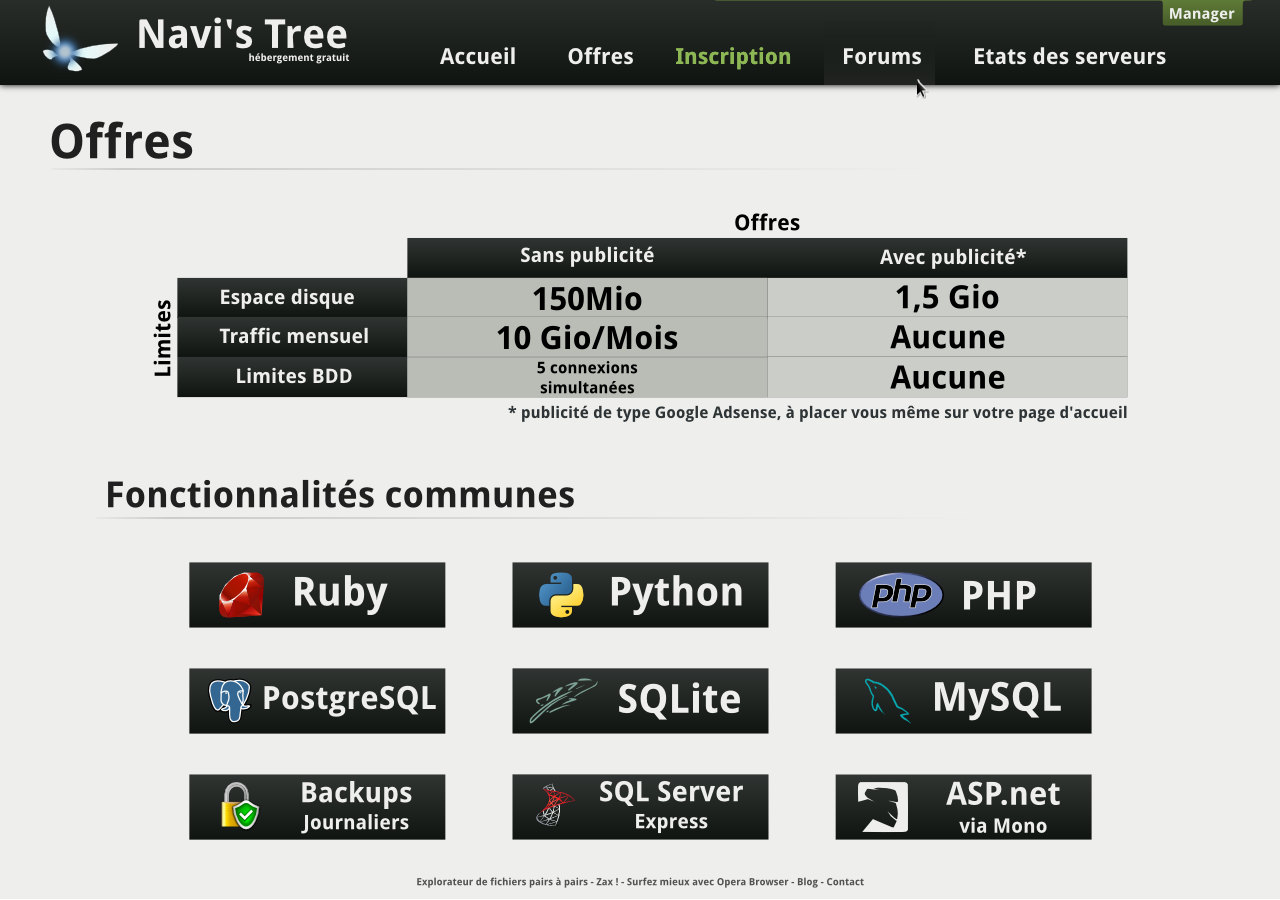 Manager
Navi's Tree
hébergement gratuit
Accueil Offres Inscription Forums Etats des serveurs
Offres
Offres
Sans publicité Avec publicité*
Limites
Espace disque 150Mio 1,5 Gio
Traffic mensuel 10 Gio/Mois Aucune
Limites BDD 5 connexions simultanées Aucune
* publicité de type Google Adsense, à placer vous même sur votre page d'accueil
Fonctionnalités communes
Ruby php Python PHP
PostgreSQL SQLite MySQL
Backups Journaliers SQL Server Express ASP.net via Mono
Explorateur de fichiers pairs à pairs - Zax ! - Surfez mieux avec Opera Browser - Blog - Contact